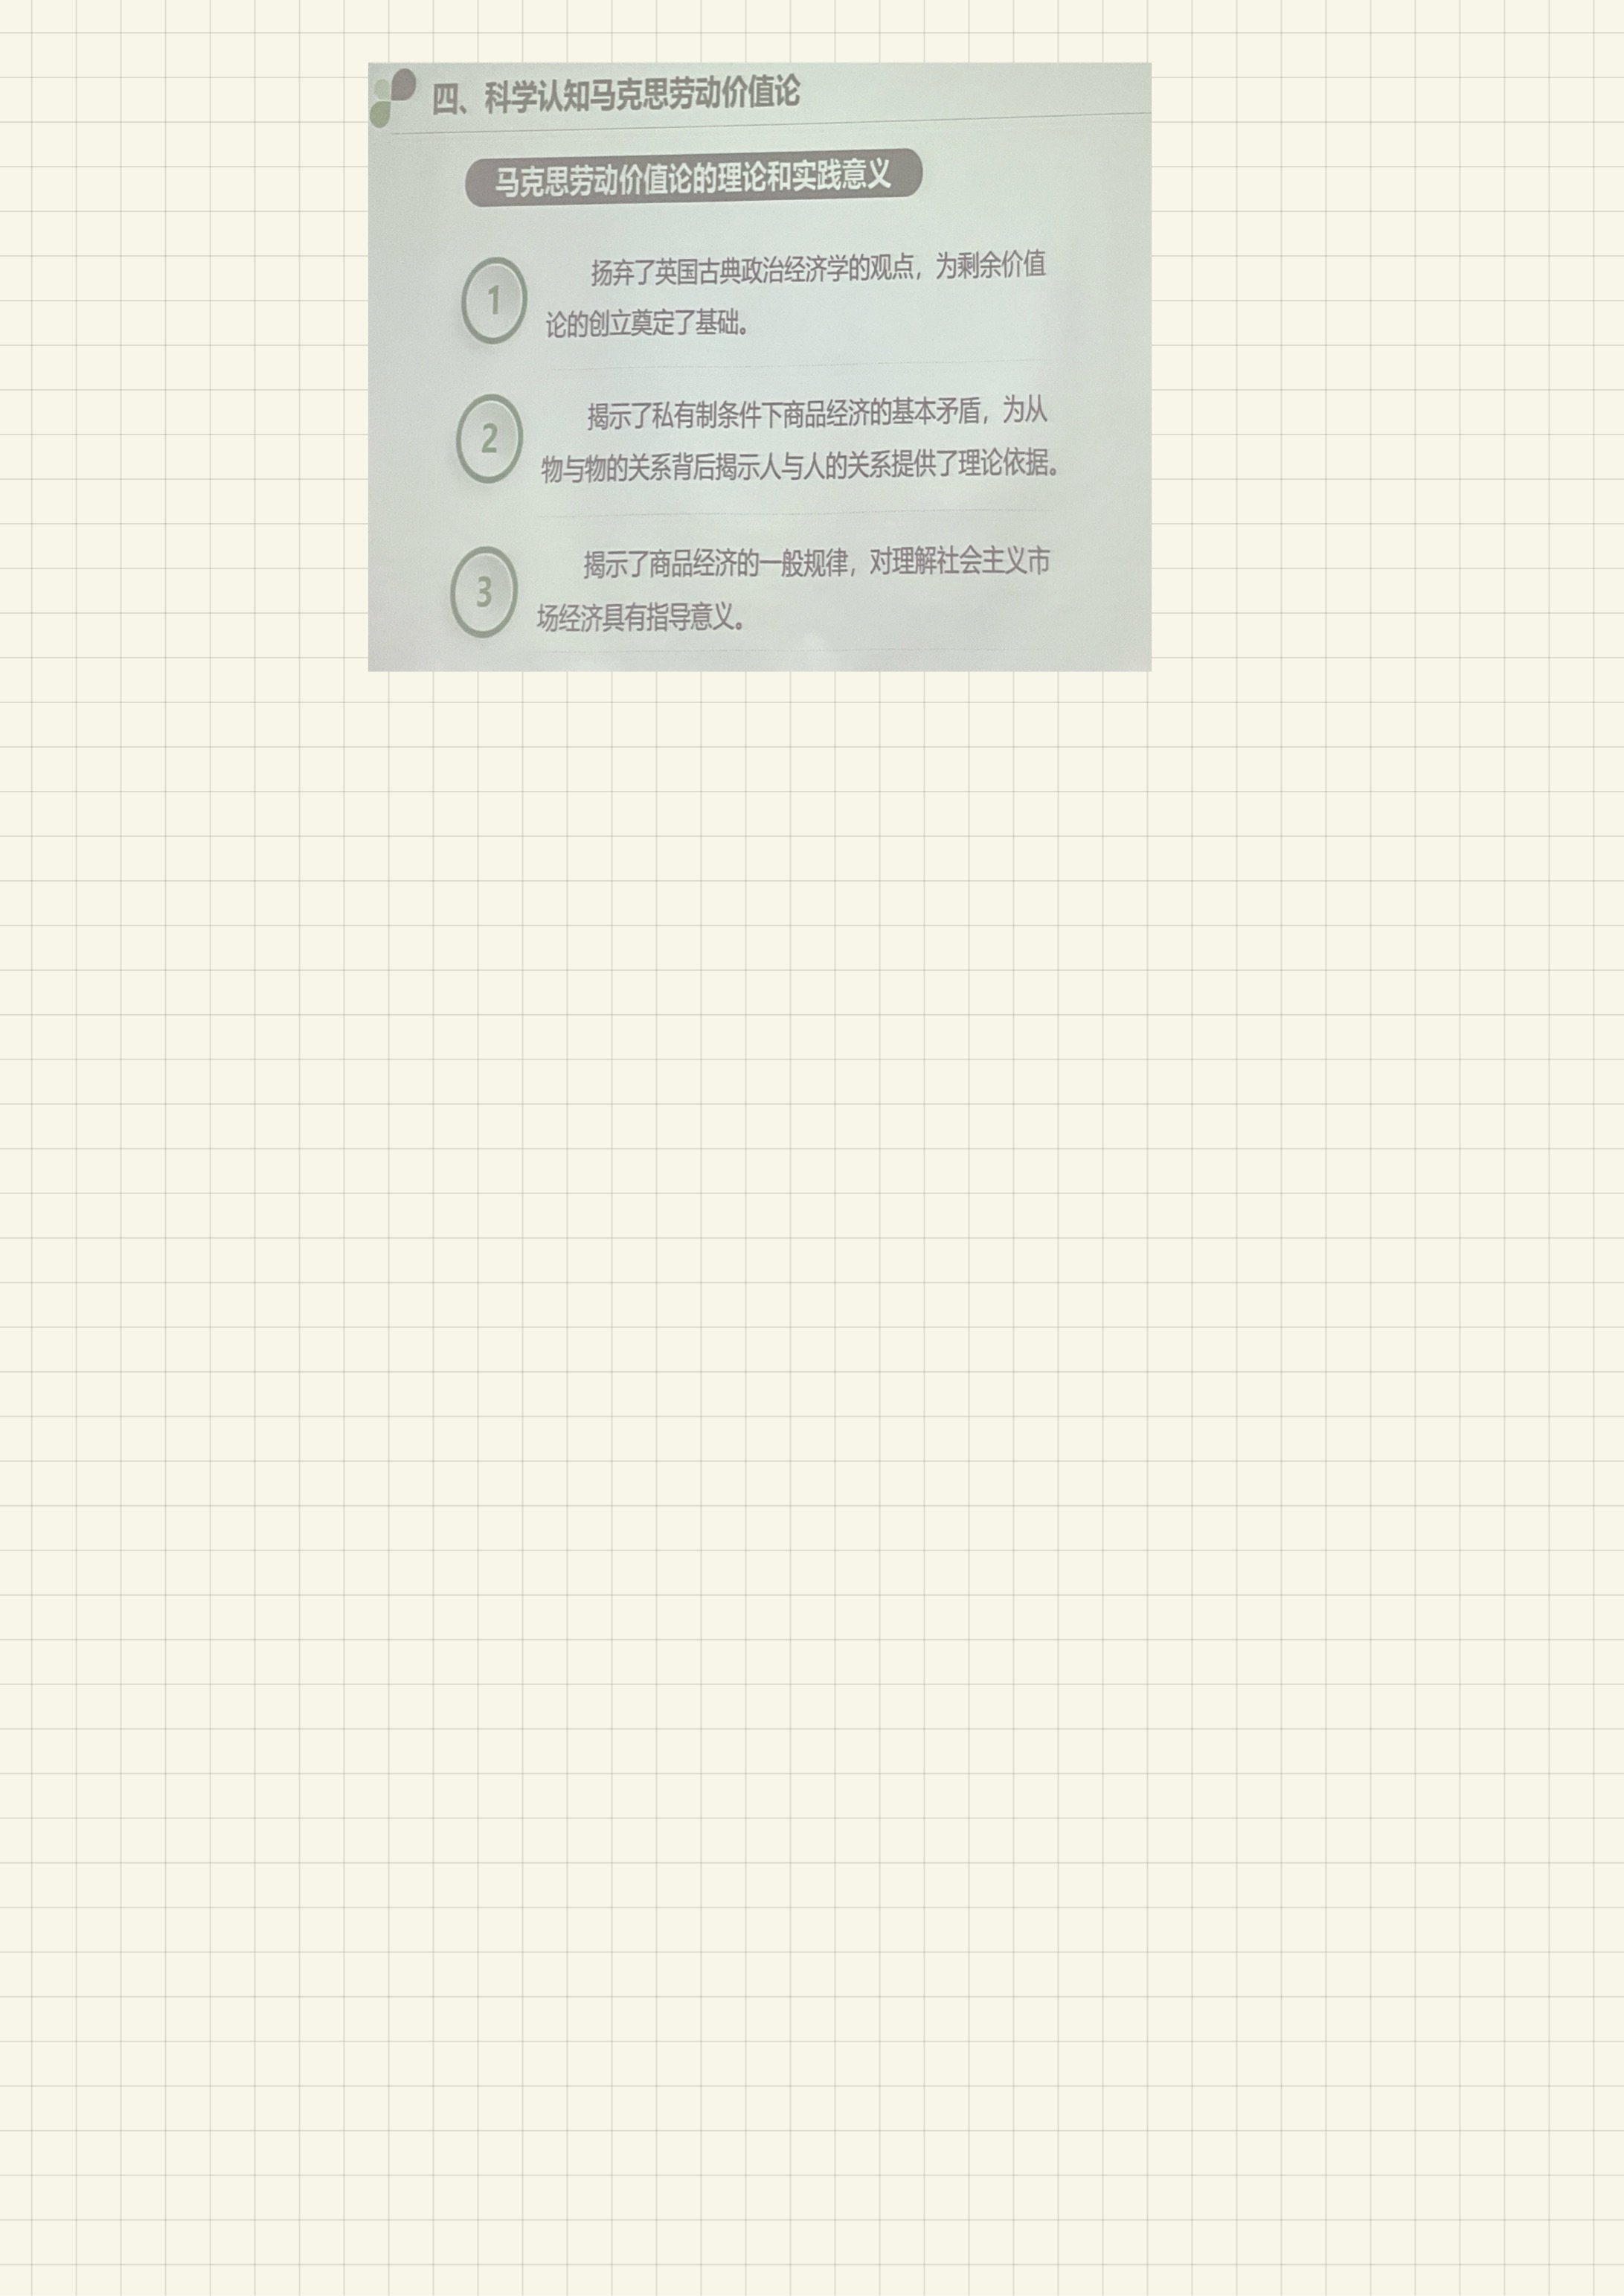 四、科学认知马克思劳动价值论
马克思劳动价值论的理论和实践意义
1
扬弃了英国古典政治经济学的观点，为剩余价值
论的创立奠定了基础。
2
揭示了私有制条件下商品经济的基本矛盾，为从
物与物的关系背后揭示人与人的关系提供了理论依据。
3
揭示了商品经济的一般规律，对理解社会主义市
场经济具有指导意义。